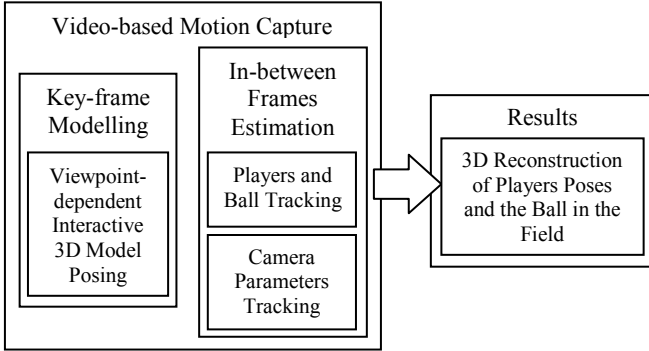 Video-based Motion Capture
Key-frame
Modelling
Viewpoint-
dependent
Interactive
3D Model
Posing
In-between
Frames
Estimation
Players and
Ball Tracking
Camera
Parameters
Tracking
Results
3D Reconstruction
of Players Poses
and the Ball in the
Field